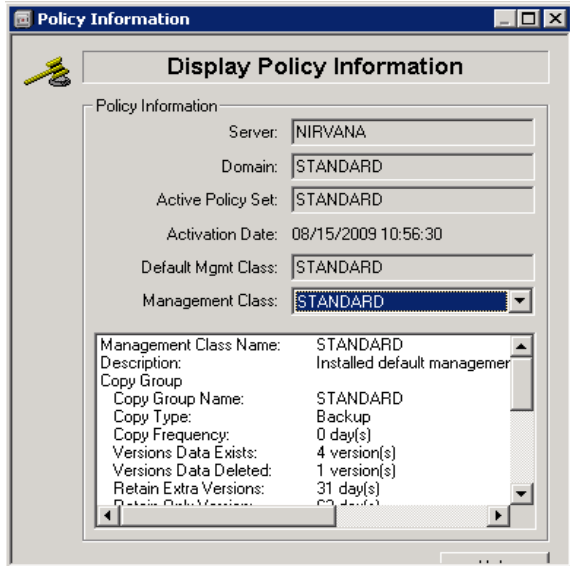 Policy Information
Display Policy Information
Policy Information
Server: NIRVANA
Domain: STANDARD
Active Policy Set: STANDARD
Activation Date: 08/15/2009 10:56:30
Default Mgmt Class: STANDARD
Management Class: STANDARD
Management Class Name: STANDARD
Description: Installed default managemer
Copy Group
Copy Group Name: STANDARD
Copy Type: Backup
Copy Frequency: 0 day(s)
Versions Data Exists: 4 version(s)
Versions Data Deleted: 1 version(s)
Retain Extra Versions: 31 day(s)